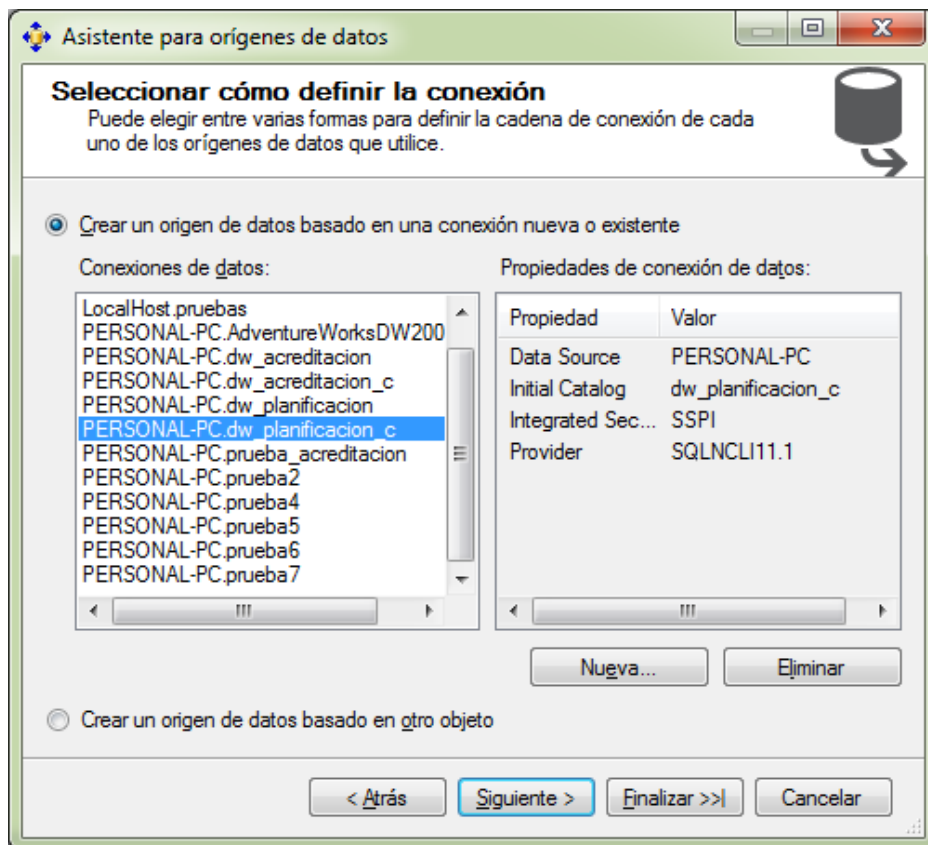 Asistente para orígenes de datos
Seleccionar cómo definir la conexión
Puede elegir entre varias formas para definir la cadena de conexión de cada
uno de los orígenes de datos que utilice.
Crear un origen de datos basado en una conexión nueva o existente
Conexiones de datos:
LocalHost.pruebas
PERSONAL-PC.AdventureWorksDW200
PERSONAL-PC.dw_acreditacion
PERSONAL-PC.dw_acreditacion_c
PERSONAL-PC.dw_planificacion
PERSONAL-PC.dw_planificacion_c
PERSONAL-PC.prueba_acreditacion
PERSONAL-PC.prueba2
PERSONAL-PC.prueba4
PERSONAL-PC.prueba5
PERSONAL-PC.prueba6
PERSONAL-PC.prueba7
Propiedades de conexión de datos:
Propiedad Valor
Data Source PERSONAL-PC
Initial Catalog dw_planificacion_c
Integrated Sec... SSPI
Provider SQLNCLI11.1
Nueva... Eliminar
Crear un origen de datos basado en otro objeto
< Atrás Siguiente > Finalizar >>| Cancelar